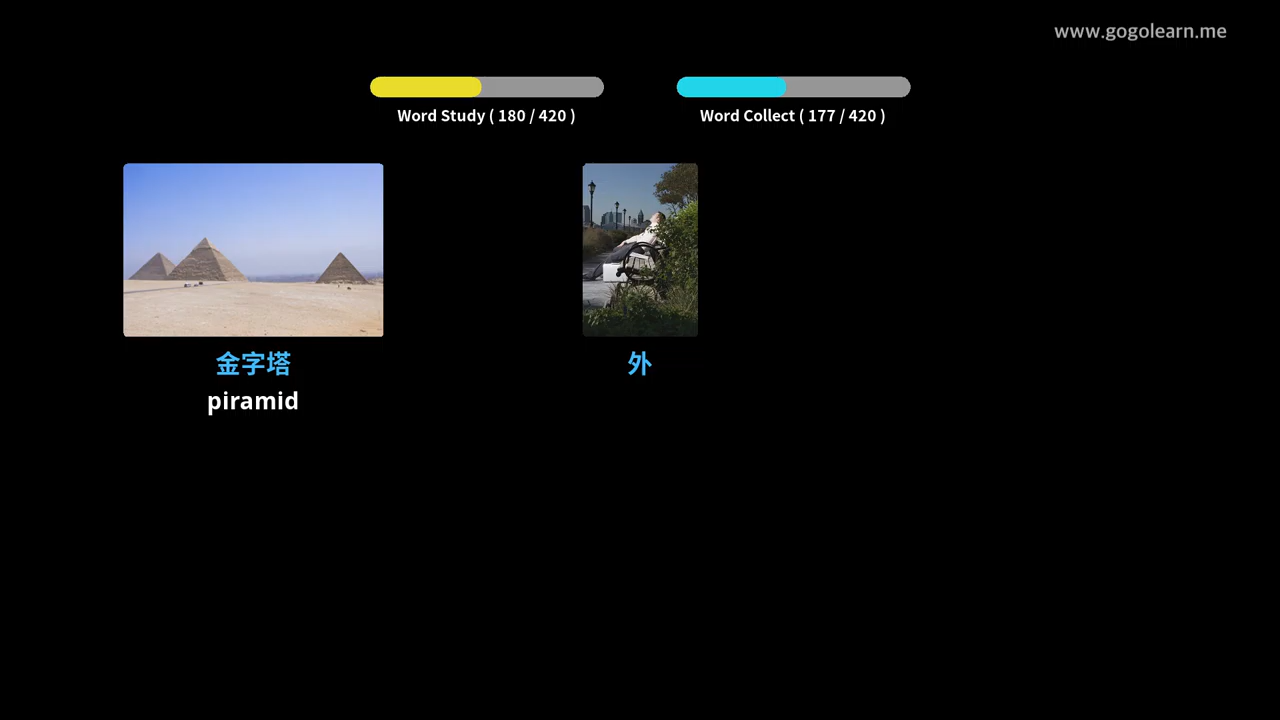 www.gogolearn.me
Word Study ( 180 / 420 )
Word Collect ( 177 / 420 )
金字塔
piramid
外